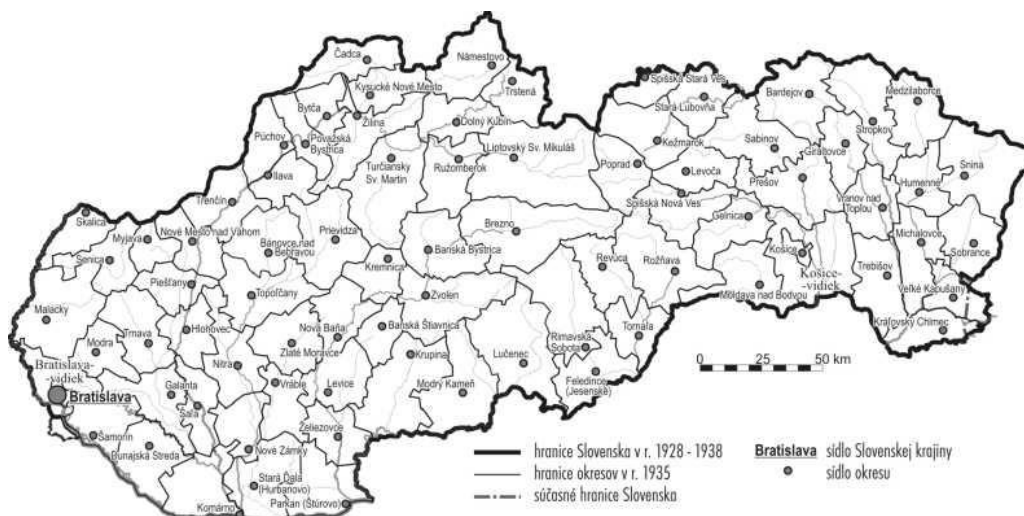 Čadca
Námestovo
Trstená
Kysucké Nové Mesto
Bytča
Žilina
Dolný Kubín
Púchov
(Považská
Bystrica
Turčiansky
Sv. Martin
Ružomberok
Liptovský Sv. Mikuláš
Ilava
Trenčín
Spišská Stará Ves
Stará Ľubovňa
Kežmarok
Poprad
Levoča
Spišská Nová Ves
Bardejov
Medzilaborce
Stropkov
Sabinov
Giraltovce
Prešov
Snina
Humenné
Vranov nad
Topľou
Gelnica
Michalovce
Sobrance
Košice
Košice-
-vidiek
Trebišov
Veľké Kapušany
Kráľovský Chlmec
Moldava nad Bodvou
Rožňava
Revúca
Skalica
Myjava
Nové Mesto nad Váhom
Senica
Bánovce nad
Bebravou
Prievidza
Kremnica
Banská Bystrica
Brezno
Piešťany
Topoľčany
Zvolen
Malacky
Trnava
Hlohovec
Modra
Nová Baňa
Banská Štiavnica
Zlaté Moravce
Krupina
Lučenec
Rimavská
Sobota
Tornaľa
Feledince
(Jesenské)
Bratislava-
-vidiek
Bratislava
Nitra
Galanta
Šaľa
Vráble
Levice
Modrý Kameň
Šamorín
Dunajská Streda
Želiezovce
Nové Zámky
Stará Ďala
(Hurbanovo)
Komárno
Parkan (Štúrovo)
0 25 50 km
hranice Slovenska v r. 1928 - 1938
hranice okresov v r. 1935
súčasné hranice Slovenska
Bratislava sídlo Slovenskej krajiny
sídlo okresu